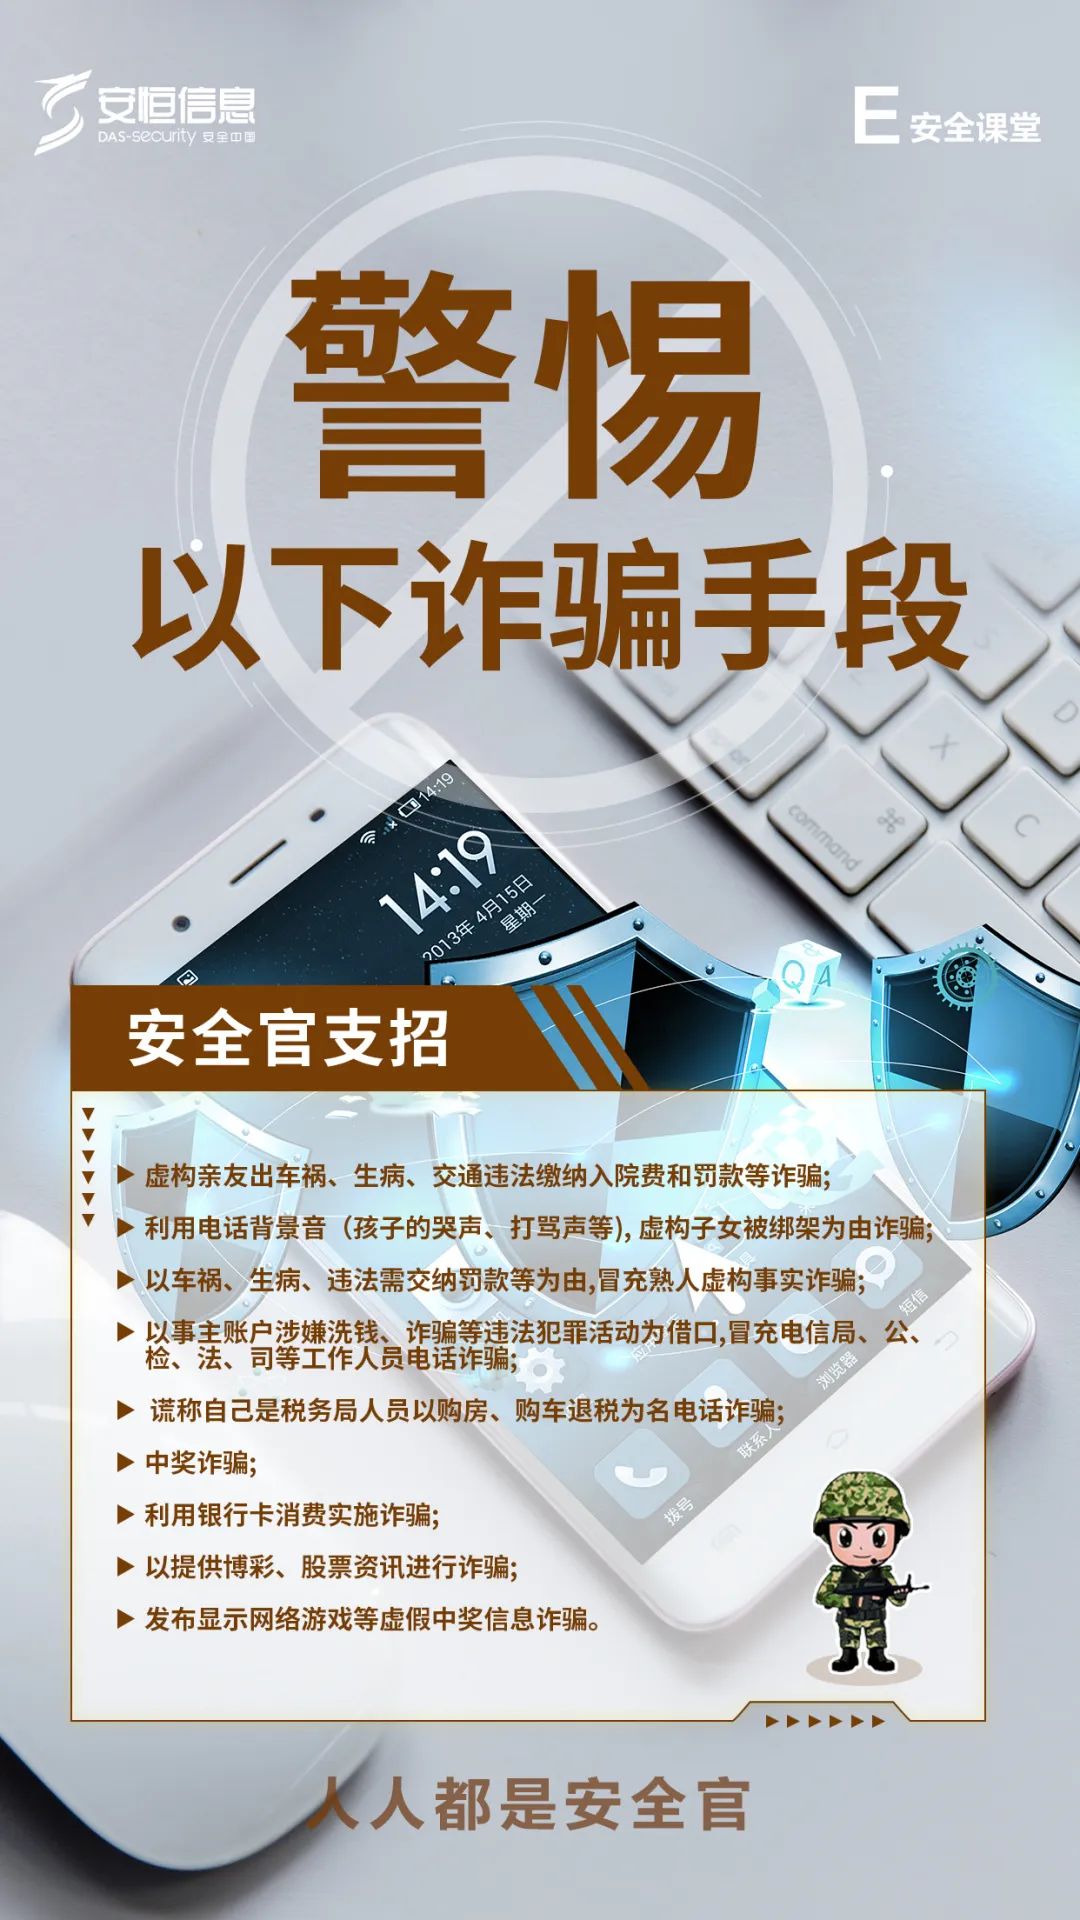 安恒信息
DAS-security 安全中国
E 安全课堂
警惕
以下诈骗手段
14:19
14:19
2013年 4月15日
星期一
command
X
C
D
S
QA
安全官支招
虚构亲友出车祸、生病、交通违法缴纳入院费和罚款等诈骗;
利用电话背景音（孩子的哭声、打骂声等), 虚构子女被绑架为由诈骗;
以车祸、生病、违法需交纳罚款等为由,冒充熟人虚构事实诈骗;
以事主账户涉嫌洗钱、诈骗等违法犯罪活动为借口,冒充电信局、公、
检、法、司等工作人员电话诈骗;
谎称自己是税务局人员以购房、购车退税为名电话诈骗;
中奖诈骗;
利用银行卡消费实施诈骗;
以提供博彩、股票资讯进行诈骗;
发布显示网络游戏等虚假中奖信息诈骗。
短信
浏览器
联系人
拨号
人人都是安全官